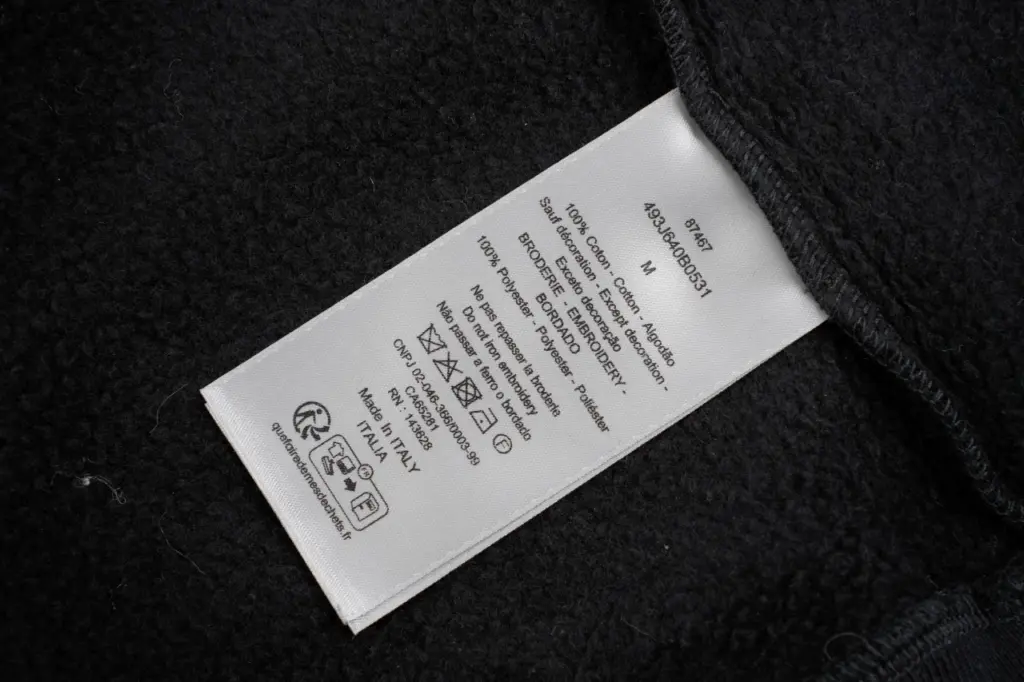 87467
493J640B0531
M
100% Coton - Cotton - Algodão
Sauf décoration - Except decoration -
Exceto decoração
BRODERIE - EMBROIDERY -
BORDADO
100% Polyester - Polyester - Poliéster
Ne pas repasser la broderie
Do not iron embroidery
Não passar a ferro o bordado
F
CNPJ 02-046-366/0003-99
CA65281
RN : 143628
Made in ITALY
ITALIA
FR
quefairedemesdechets.fr